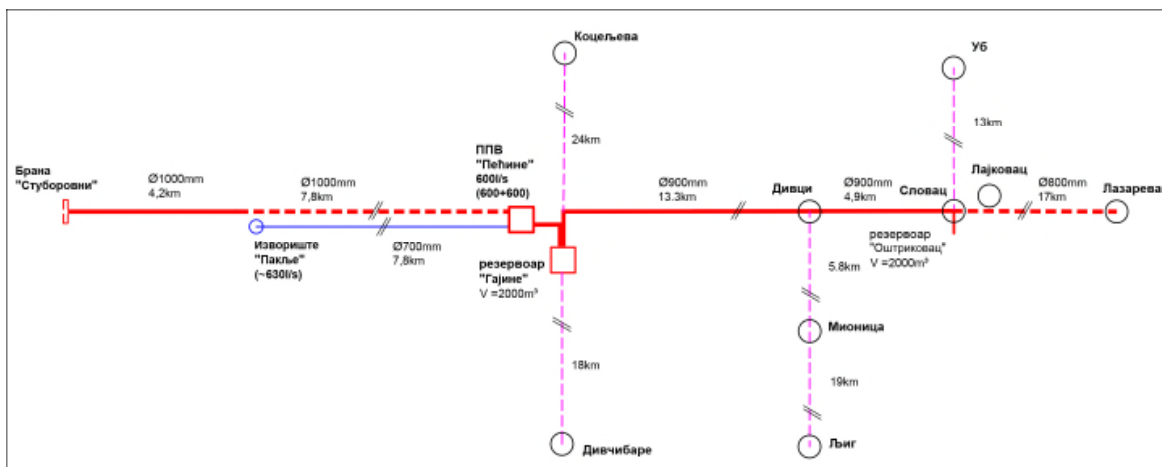 Коцељева
Уб
24km
13km
ППВ
"Пећине"
600l/s
(600+600)
Брана
"Стуборовни"
Ø1000mm
4,2km
Ø1000mm
7,8km
Ø900mm
13.3km
Дивци
Ø900mm
4,9km
Словац
Лајковац
Ø800mm
17km
Лазаревац
Извориште
"Пакље"
(~630l/s)
Ø700mm
7,8km
резервоар
"Гајине"
V =2000m³
резервоар
"Оштриковац"
V =2000m³
5.8km
Мионица
18km
19km
Дивчибаре
Љиг